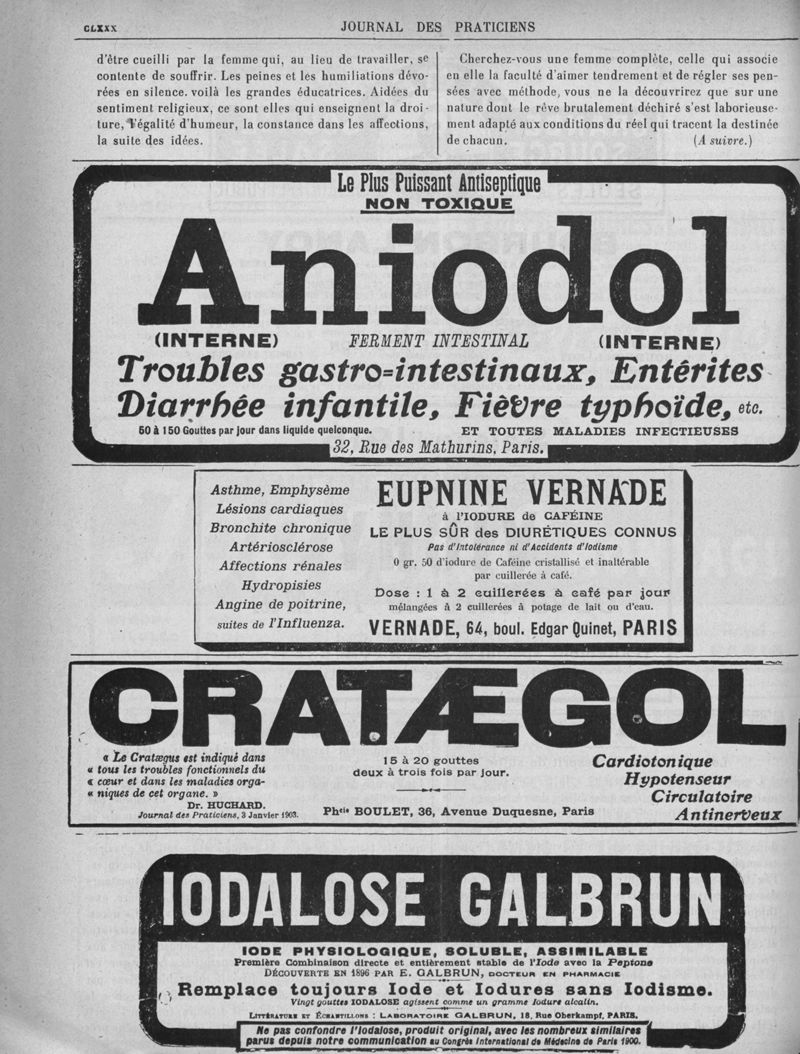 CLXXX
JOURNAL DES PRATICIENS
d'être cueilli par la femme qui, au lieu de travailler, se
contente de souffrir. Les peines et les humiliations dévo-
rées en silence. voilà les grandes éducatrices. Aidées du
sentiment religieux, ce sont elles qui enseignent la droi-
ture, l'égalité d'humeur, la constance dans les affections,
la suite des idées.
Cherchez-vous une femme complète, celle qui associe
en elle la faculté d'aimer tendrement et de régler ses pen-
sées avec méthode, vous ne la découvrirez que sur une
nature dont le rêve brutalement déchiré s'est laborieuse-
ment adapté aux conditions du réel qui tracent la destinée
de chacun. (A suivre.)
Le Plus Puissant Antiseptique
NON TOXIQUE
Aniodol
(INTERNE) FERMENT INTESTINAL (INTERNE)
Troubles gastro=intestinaux, Entérites
Diarrhée infantile, Fièvre typhoïde, etc.
50 à 150 Gouttes par jour dans liquide quelconque. ET TOUTES MALADIES INFECTIEUSES
32, Rue des Mathurins, Paris.
Asthme, Emphysème
Lésions cardiaques
Bronchite chronique
Artériosclérose
Affections rénales
Hydropisies
Angine de poitrine,
suites de l'Influenza.
EUPNINE VERNADE
à l'IODURE de CAFÉINE
LE PLUS SÛR des DIURÉTIQUES CONNUS
Pas d'Intolérance ni d'Accidents d'Iodisme
0 gr. 50 d'iodure de Caféine cristallisé et inaltérable
par cuillerée à café.
Dose : 1 à 2 cuillerées à café par jour
mélangées à 2 cuillerées à potage de lait ou d'eau.
VERNADE, 64, boul. Edgar Quinet, PARIS
CRATÆGOL
« Le Cratægus est indiqué dans
« tous les troubles fonctionnels du
« cœur et dans les maladies orga-
« niques de cet organe. »
Dr. HUCHARD.
Journal des Praticiens, 3 Janvier 1903.
15 à 20 gouttes
deux à trois fois par jour.
Phcie BOULET, 36, Avenue Duquesne, Paris
Cardiotonique
Hypotenseur
Circulatoire
Antinerveux
IODALOSE GALBRUN
IODE PHYSIOLOGIQUE, SOLUBLE, ASSIMILABLE
Première Combinaison directe et entièrement stable de l'Iode avec la Peptone
DÉCOUVERTE EN 1896 PAR E. GALBRUN, DOCTEUR EN PHARMACIE
Remplace toujours Iode et Iodures sans Iodisme.
Vingt gouttes IODALOSE agissent comme un gramme Iodure alcalin.
LITTÉRATURE ET ÉCHANTILLONS : LABORATOIRE GALBRUN, 18, Rue Oberkampf, PARIS.
Ne pas confondre l'Iodalose, produit original, avec les nombreux similaires
parus depuis notre communication au Congrès International de Médecine de Paris 1900.